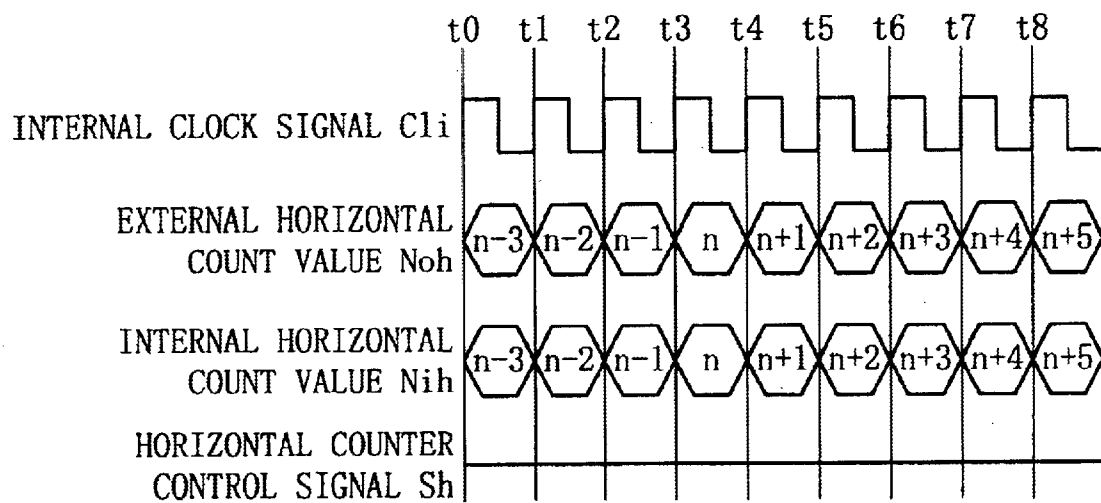 t0 t1 t2 t3 t4 t5 t6 t7 t8
INTERNAL CLOCK SIGNAL Cli
EXTERNAL HORIZONTAL
COUNT VALUE Noh
n-3 n-2 n-1 n n+1 n+2 n+3 n+4 n+5
INTERNAL HORIZONTAL
COUNT VALUE Nih
n-3 n-2 n-1 n n+1 n+2 n+3 n+4 n+5
HORIZONTAL COUNTER
CONTROL SIGNAL Sh